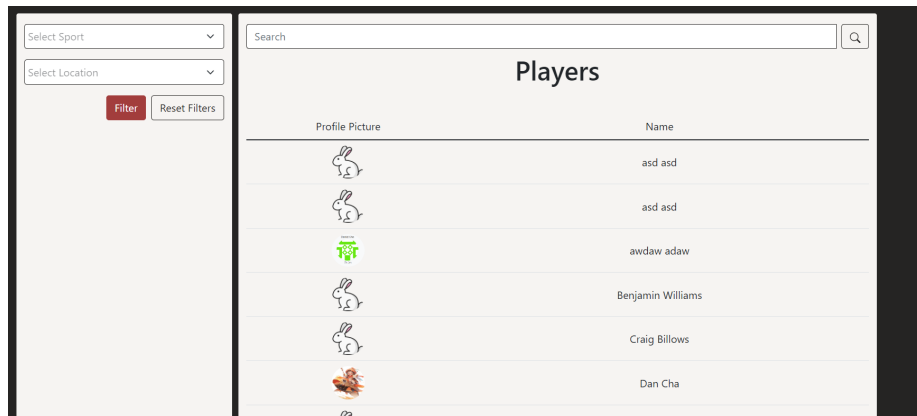 Select Sport
Select Location
Filter Reset Filters
Search
Players
Profile Picture Name
asd asd
asd asd
awdaw adaw
Benjamin Williams
Craig Billows
Dan Cha